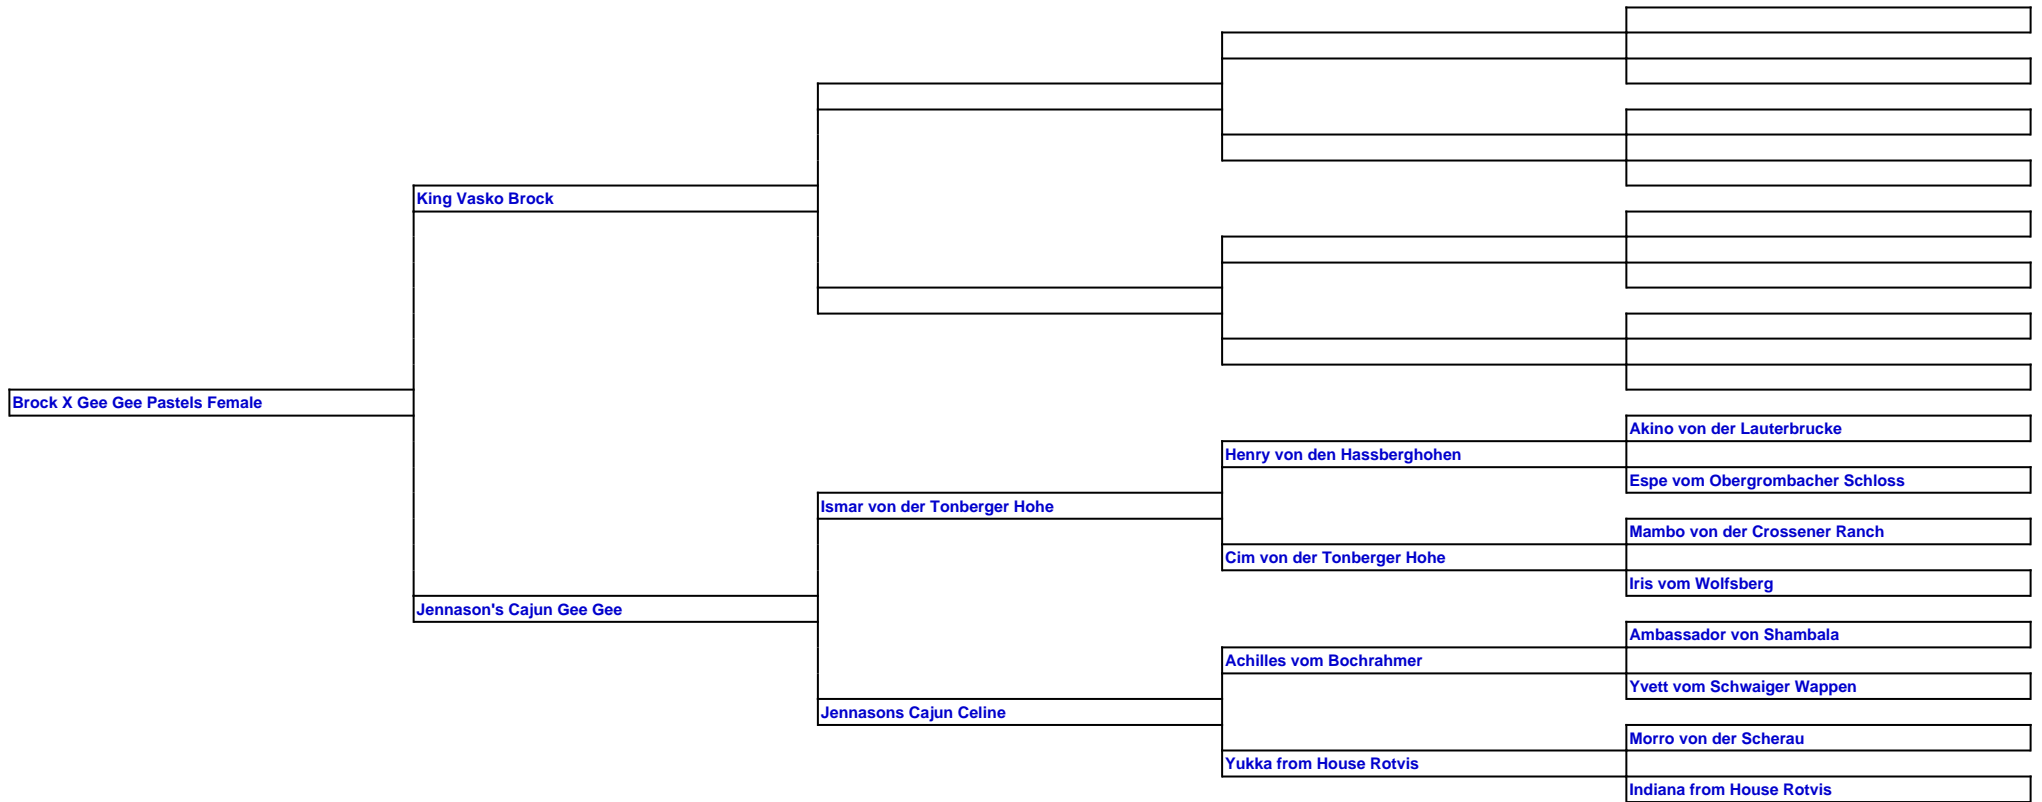 King Vasko Brock
Brock X Gee Gee Pastels Female
Akino von der Lauterbrucke
Henry von den Hassberghohen
Espe vom Obergrombacher Schloss
Ismar von der Tonberger Hohe
Mambo von der Crossener Ranch
Cim von der Tonberger Hohe
Iris vom Wolfsberg
Jennason's Cajun Gee Gee
Ambassador von Shambala
Achilles vom Bochrahmer
Yvett vom Schwaiger Wappen
Jennasons Cajun Celine
Morro von der Scherau
Yukka from House Rotvis
Indiana from House Rotvis